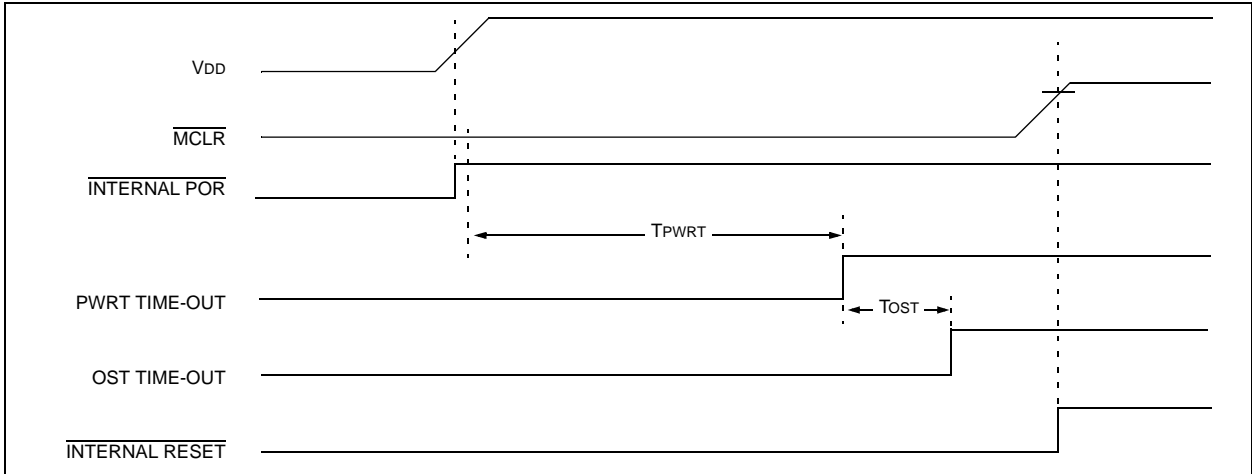 VDD
MCLR
INTERNAL POR
TPWRT
PWRT TIME-OUT
TOST
OST TIME-OUT
INTERNAL RESET